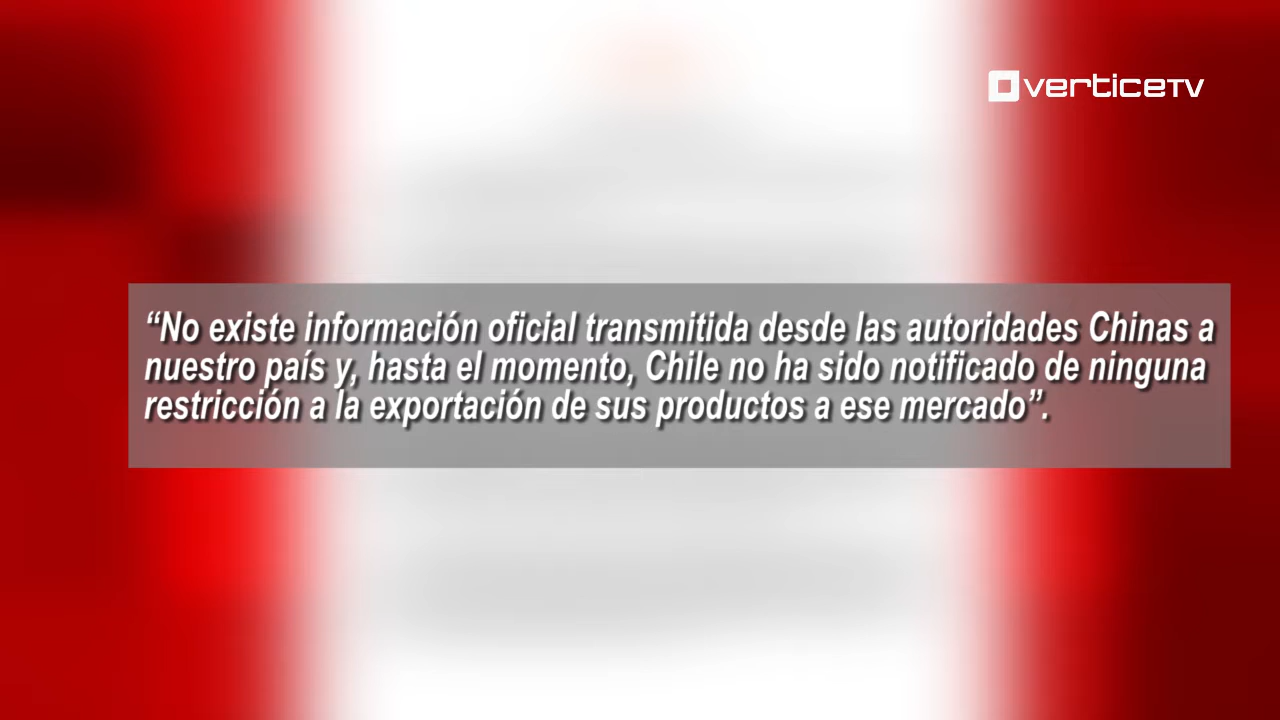 verticeTV
“No existe información oficial transmitida desde las autoridades Chinas a
nuestro país y, hasta el momento, Chile no ha sido notificado de ninguna
restricción a la exportación de sus productos a ese mercado”.